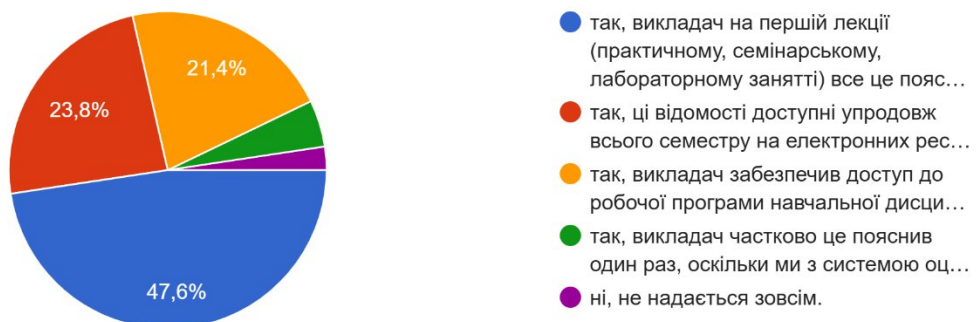 21,4%
23,8%
47,6%
так, викладач на першій лекції
(практичному, семінарському,
лабораторному занятті) все це пояс…
так, ці відомості доступні упродовж
всього семестру на електронних рес…
так, викладач забезпечив доступ до
робочої програми навчальної дисци…
так, викладач частково це пояснив
один раз, оскільки ми з системою оц…
ні, не надається зовсім.